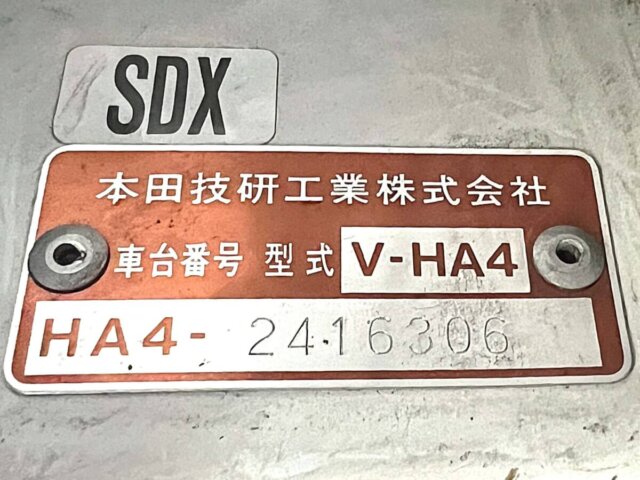 SDX
本田技研工業株式会社
車台番号 型式 V-HA4
HA4- 2416306